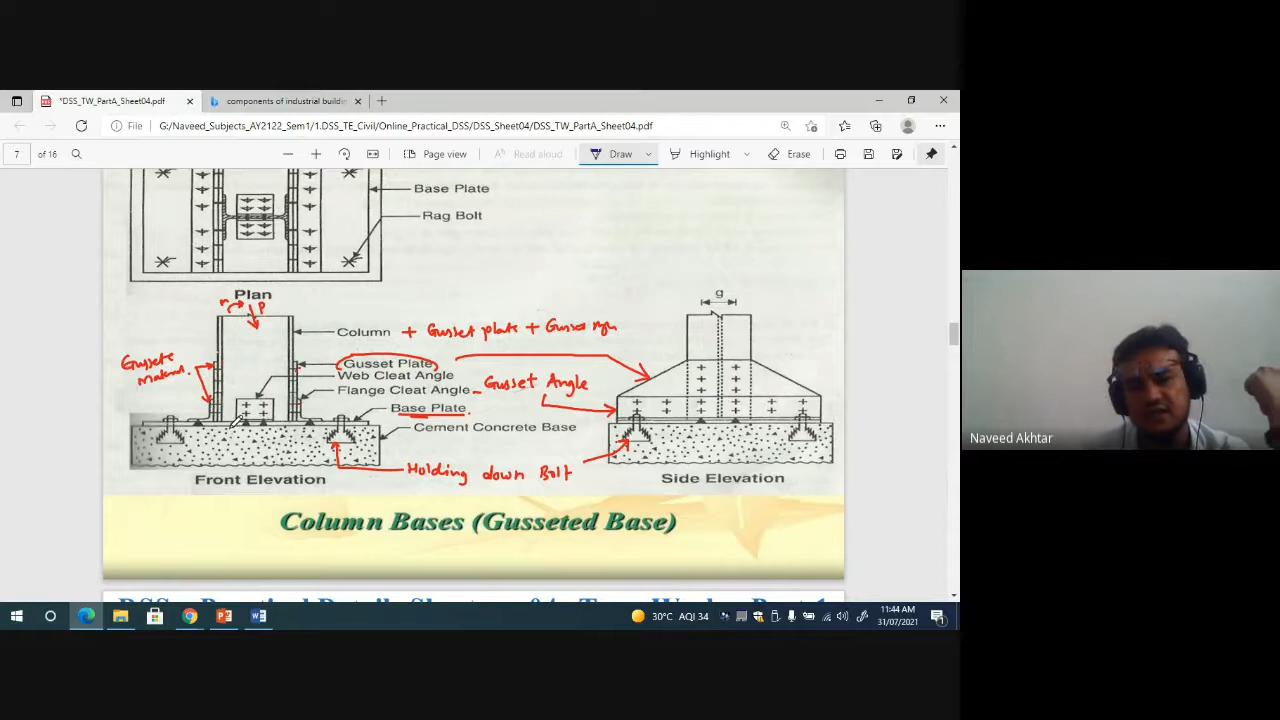 *DSS_TW_PartA_Sheet04.pdf
components of industrial buildin
File
G:/Naveed_Subjects_AY2122_Sem1/1.DSS_TE_Civil/Online_Practical_DSS/DSS_Sheet04/DSS_TW_PartA_Sheet04.pdf
7 of 16
Page view
Read aloud
Draw
Highlight
Erase
Base Plate
Rag Bolt
Plan
P
g
Column + Gusset plate + Gusset
Gussete material.
Gusset Plate
Web Cleat Angle
Flange Cleat Angle
Gusset Angle
Base Plate
Cement Concrete Base
Holding down Bolt
Front Elevation
Side Elevation
Column Bases (Gusseted Base)
Naveed Akhtar
30°C AQI 34
11:44 AM
31/07/2021